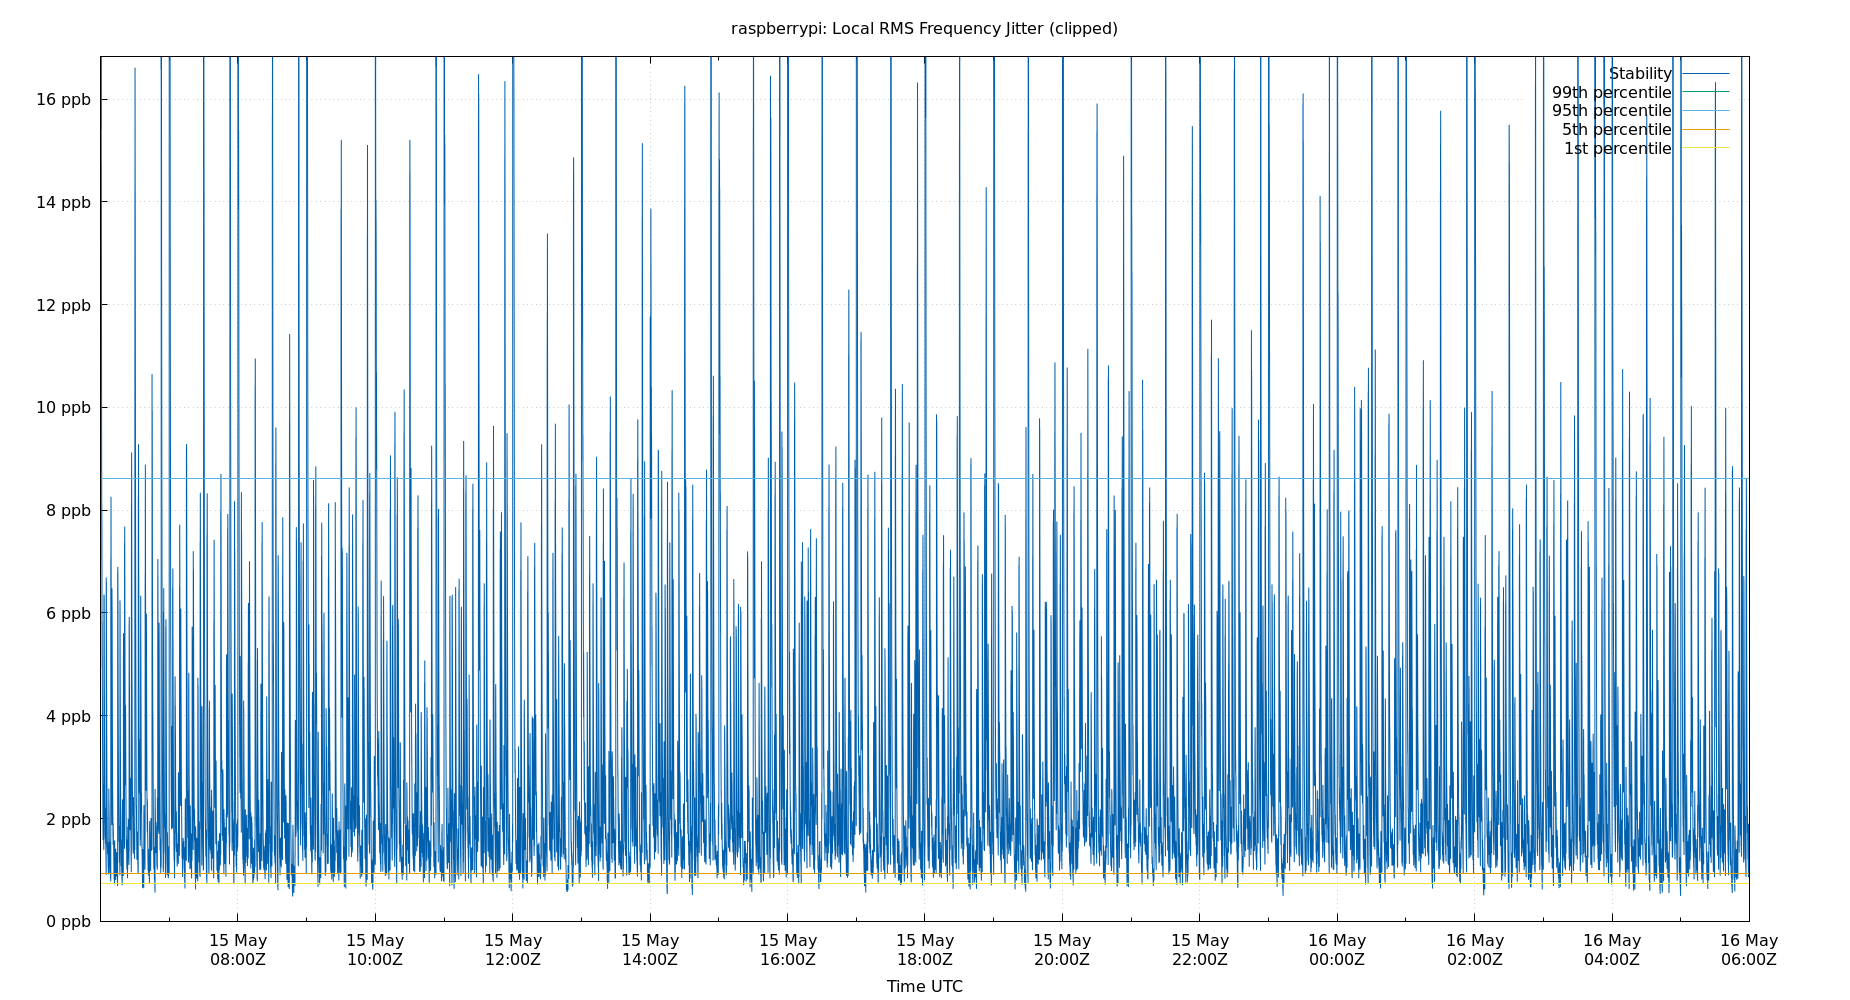 raspberrypi: Local RMS Frequency Jitter (clipped)
Stability
99th percentile
95th percentile
5th percentile
1st percentile
16 ppb
14 ppb
12 ppb
10 ppb
8 ppb
6 ppb
4 ppb
2 ppb
0 ppb
15 May 15 May 15 May 15 May 15 May 15 May 15 May 15 May 16 May 16 May 16 May 16 May
08:00Z 10:00Z 12:00Z 14:00Z 16:00Z 18:00Z 20:00Z 22:00Z 00:00Z 02:00Z 04:00Z 06:00Z
Time UTC